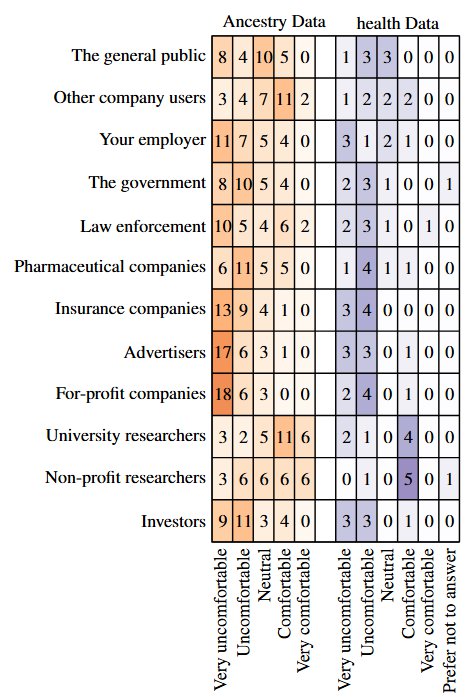 Ancestry Data health Data
The general public 8 4 10 5 0 1 3 3 0 0 0
Other company users 3 4 7 11 2 1 2 2 2 0 0
Your employer 11 7 5 4 0 3 1 2 1 0 0
The government 8 10 5 4 0 2 3 1 0 0 1
Law enforcement 10 5 4 6 2 2 3 1 0 1 0
Pharmaceutical companies 6 11 5 5 0 1 4 1 1 0 0
Insurance companies 13 9 4 1 0 3 4 0 0 0 0
Advertisers 17 6 3 1 0 3 3 0 1 0 0
For-profit companies 18 6 3 0 0 2 4 0 1 0 0
University researchers 3 2 5 11 6 2 1 0 4 0 0
Non-profit researchers 3 6 6 6 6 0 1 0 5 0 1
Investors 9 11 3 4 0 3 3 0 1 0 0
Very uncomfortable
Uncomfortable
Neutral
Comfortable
Very comfortable
Very uncomfortable
Uncomfortable
Neutral
Comfortable
Very comfortable
Prefer not to answer